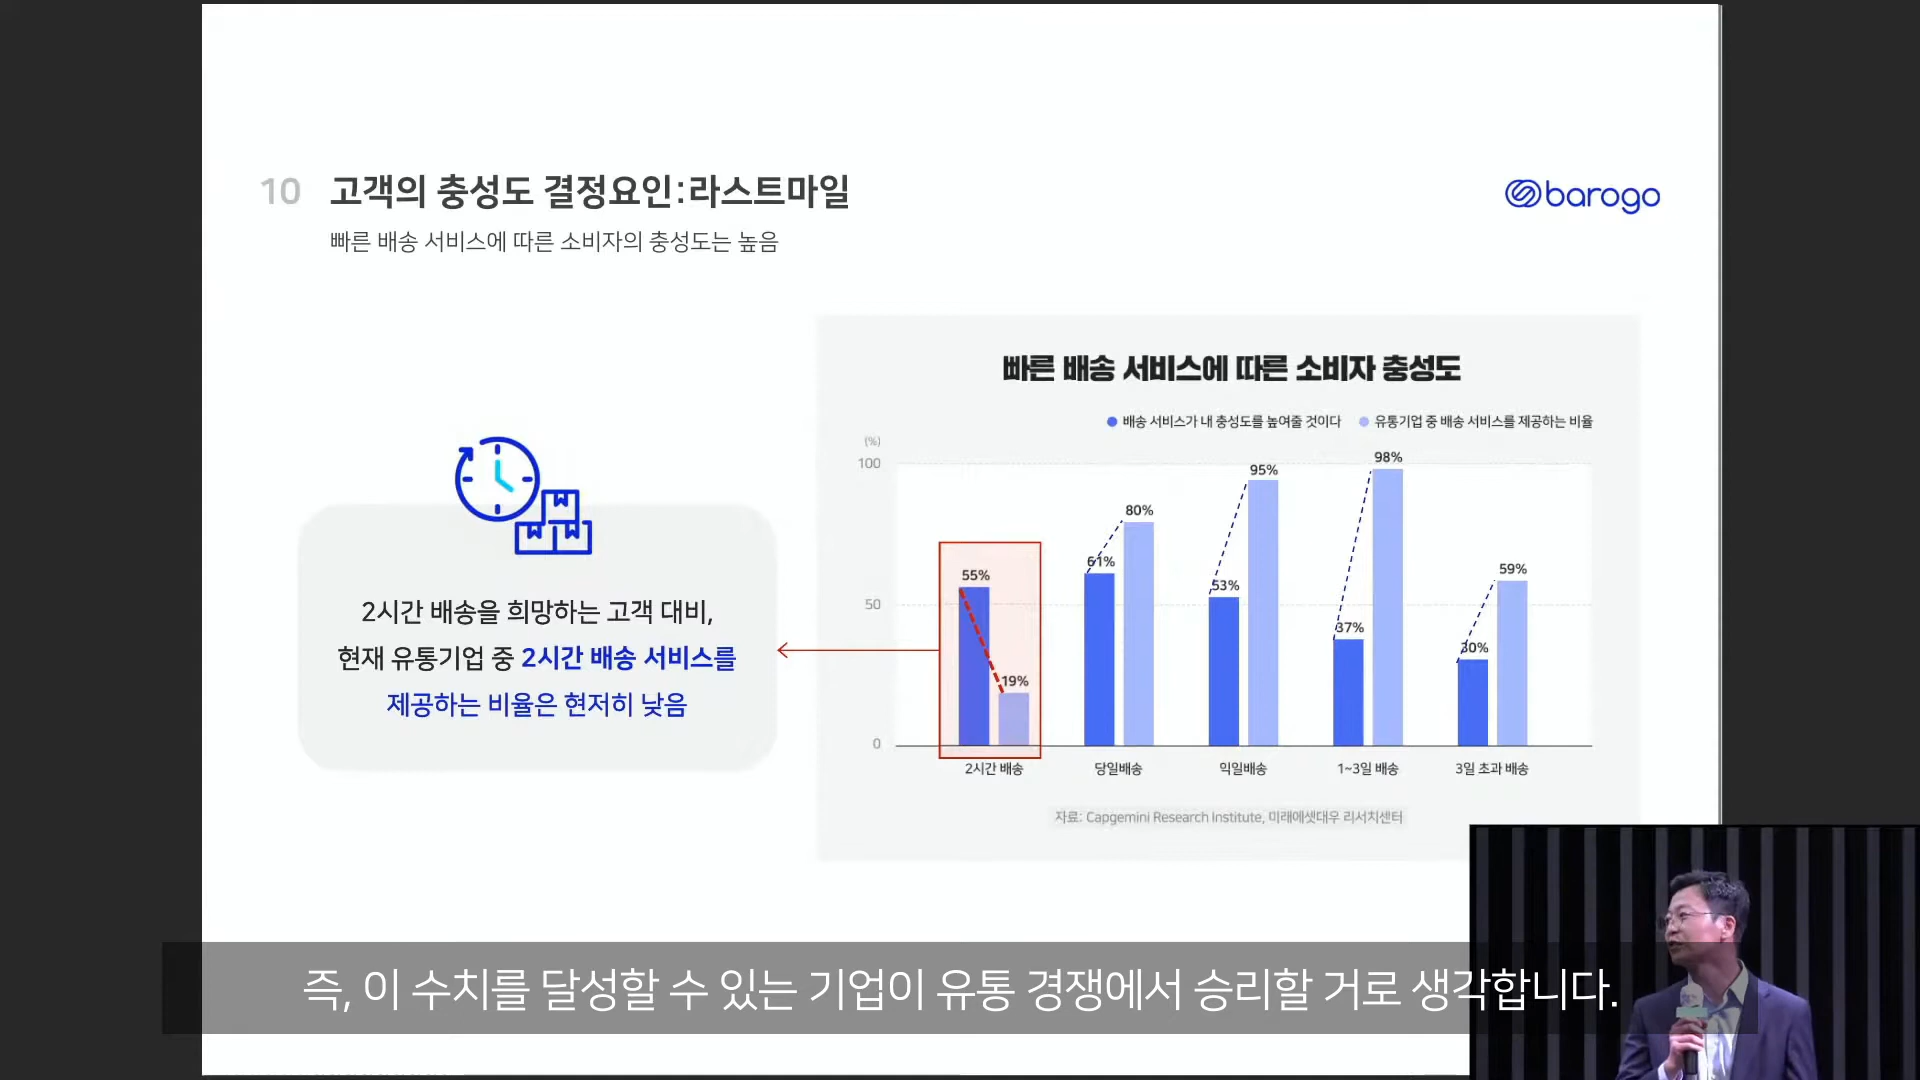 10 고객의 충성도 결정요인:라스트마일
barogo
빠른 배송 서비스에 따른 소비자의 충성도는 높음
2시간 배송을 희망하는 고객 대비,
현재 유통기업 중 2시간 배송 서비스를
제공하는 비율은 현저히 낮음
빠른 배송 서비스에 따른 소비자 충성도
배송 서비스가 내 충성도를 높여줄 것이다 유통기업 중 배송 서비스를 제공하는 비율
(%)
100
50
0
55% 19%
61% 80%
53% 95%
37% 98%
30% 59%
2시간 배송 당일배송 익일배송 1~3일 배송 3일 초과 배송
자료: Capgemini Research Institute, 미래에셋대우 리서치센터
즉, 이 수치를 달성할 수 있는 기업이 유통 경쟁에서 승리할 거로 생각합니다.